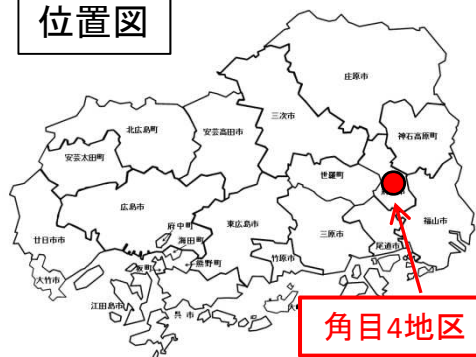 位置図
庄原市
三次市
北広島町
安芸高田市
神石高原町
安芸太田町
世羅町
広島市
府中町
東広島市
福山市
海田町
三原市
廿日市市
尾道市
熊野町
竹原市
坂町
大竹市
江田島市
呉市
角目4地区